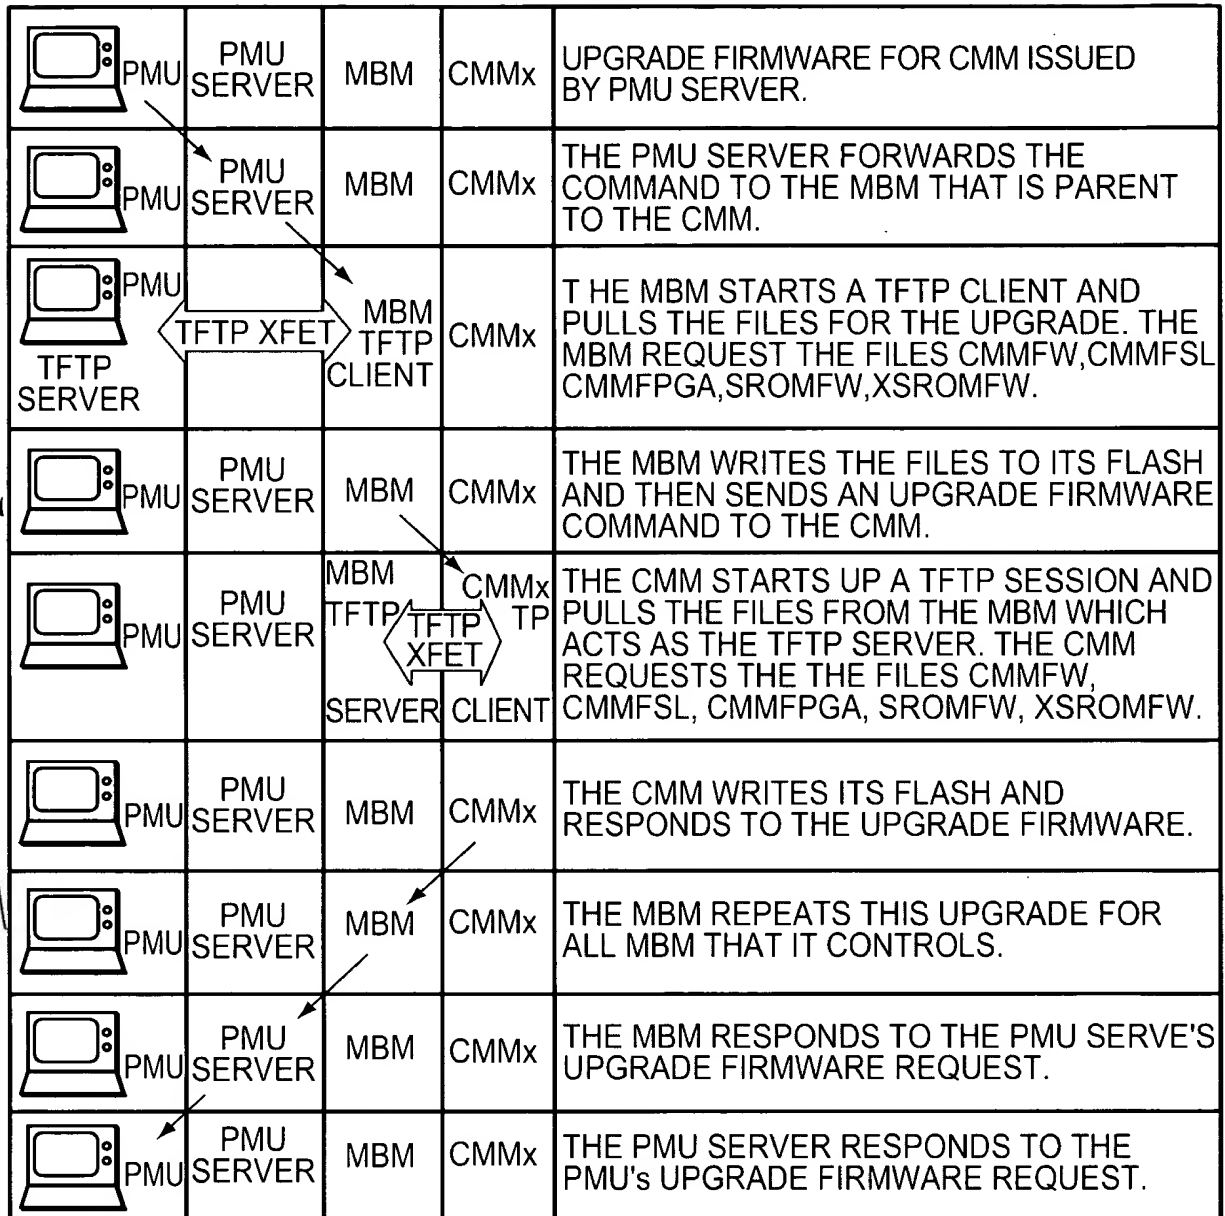 PMU
PMU
SERVER
MBM
CMMx
UPGRADE FIRMWARE FOR CMM ISSUED
BY PMU SERVER.
PMU
PMU
SERVER
MBM
CMMx
THE PMU SERVER FORWARDS THE
COMMAND TO THE MBM THAT IS PARENT
TO THE CMM.
PMU
TFTP
SERVER
TFTP XFET
MBM
TFTP
CLIENT
CMMx
T HE MBM STARTS A TFTP CLIENT AND
PULLS THE FILES FOR THE UPGRADE. THE
MBM REQUEST THE FILES CMMFW,CMMFSL
CMMFPGA,SROMFW,XSROMFW.
PMU
PMU
SERVER
MBM
CMMx
THE MBM WRITES THE FILES TO ITS FLASH
AND THEN SENDS AN UPGRADE FIRMWARE
COMMAND TO THE CMM.
PMU
PMU
SERVER
MBM
TFTP
SERVER
TFTP
XFET
CMMx
TP
CLIENT
THE CMM STARTS UP A TFTP SESSION AND
PULLS THE FILES FROM THE MBM WHICH
ACTS AS THE TFTP SERVER. THE CMM
REQUESTS THE THE FILES CMMFW,
CMMFSL, CMMFPGA, SROMFW, XSROMFW.
PMU
PMU
SERVER
MBM
CMMx
THE CMM WRITES ITS FLASH AND
RESPONDS TO THE UPGRADE FIRMWARE.
PMU
PMU
SERVER
MBM
CMMx
THE MBM REPEATS THIS UPGRADE FOR
ALL MBM THAT IT CONTROLS.
PMU
PMU
SERVER
MBM
CMMx
THE MBM RESPONDS TO THE PMU SERVE'S
UPGRADE FIRMWARE REQUEST.
PMU
PMU
SERVER
MBM
CMMx
THE PMU SERVER RESPONDS TO THE
PMU's UPGRADE FIRMWARE REQUEST.